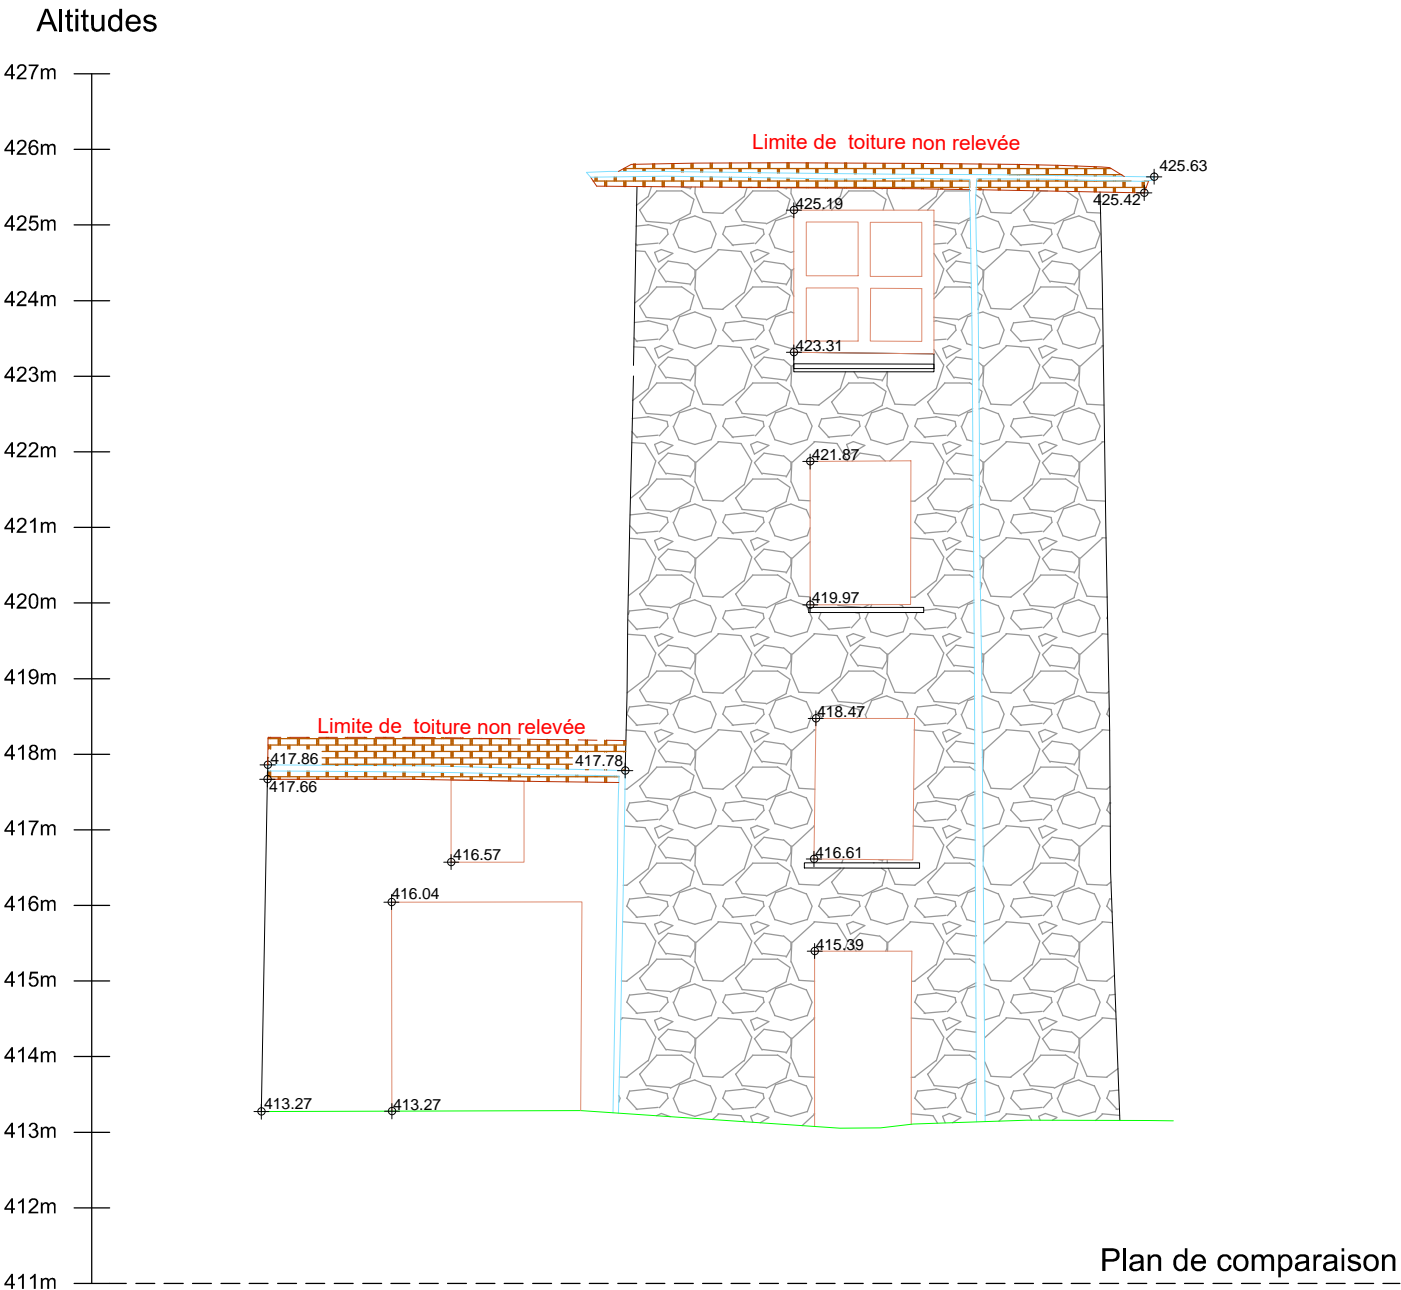 Altitudes
427m
426m
425m
424m
423m
422m
421m
420m
419m
418m
417m
416m
415m
414m
413m
412m
411m
Limite de toiture non relevée
425.63
425.42
425.19
423.31
421.87
419.97
418.47
416.61
415.39
Limite de toiture non relevée
417.86
417.78
417.66
416.57
416.04
413.27
413.27
Plan de comparaison